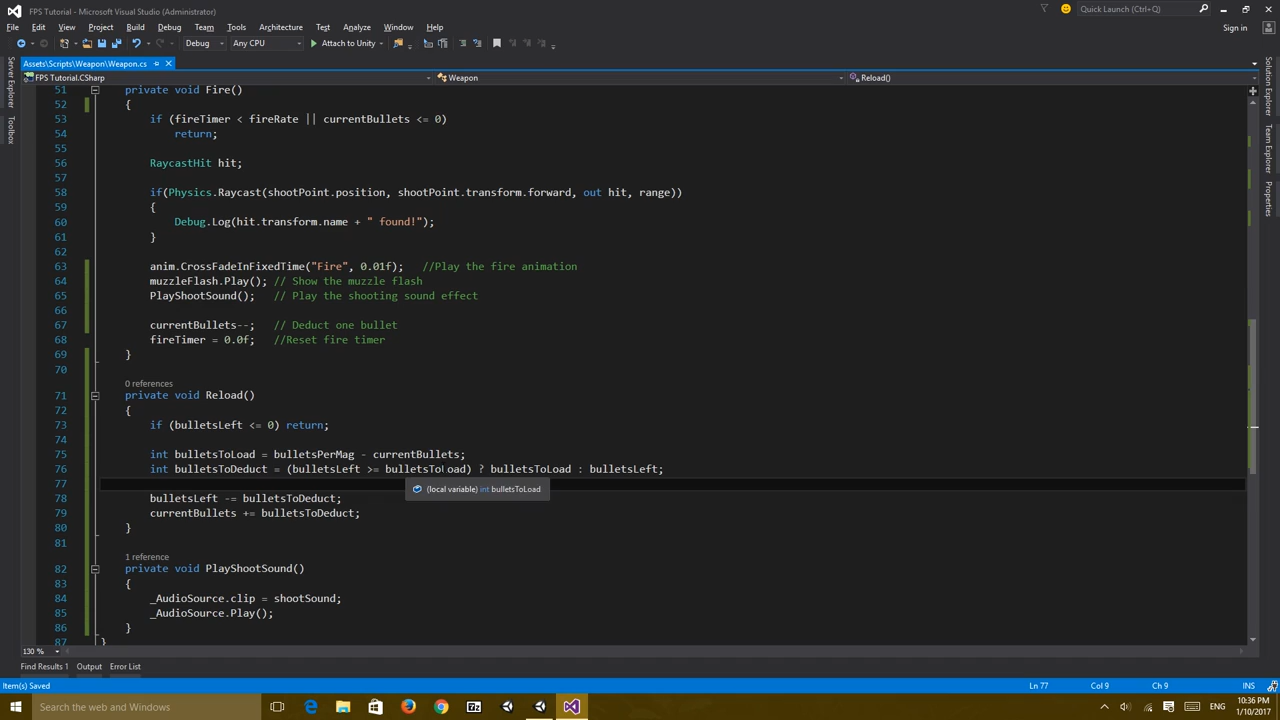 FPS Tutorial - Microsoft Visual Studio (Administrator)
Quick Launch (Ctrl+Q)
File Edit View Project Build Debug Team Tools Architecture Test Analyze Window Help
Sign in
Debug Any CPU Attach to Unity
Assets\Scripts\Weapon\Weapon.cs
FPS Tutorial.CSharp Weapon Reload()
Server Explorer
Toolbox
Solution Explorer
Team Explorer
Properties
51 private void Fire()
52 {
53 if (fireTimer < fireRate || currentBullets <= 0)
54 return;
55
56 RaycastHit hit;
57
58 if(Physics.Raycast(shootPoint.position, shootPoint.transform.forward, out hit, range))
59 {
60 Debug.Log(hit.transform.name + " found!");
61 }
62
63 anim.CrossFadeInFixedTime("Fire", 0.01f); //Play the fire animation
64 muzzleFlash.Play(); // Show the muzzle flash
65 PlayShootSound(); // Play the shooting sound effect
66
67 currentBullets--; // Deduct one bullet
68 fireTimer = 0.0f; //Reset fire timer
69 }
70
0 references
71 private void Reload()
72 {
73 if (bulletsLeft <= 0) return;
74
75 int bulletsToLoad = bulletsPerMag - currentBullets;
76 int bulletsToDeduct = (bulletsLeft >= bulletsToLoad) ? bulletsToLoad : bulletsLeft;
77
(local variable) int bulletsToLoad
78 bulletsLeft -= bulletsToDeduct;
79 currentBullets += bulletsToDeduct;
80 }
81
1 reference
82 private void PlayShootSound()
83 {
84 _AudioSource.clip = shootSound;
85 _AudioSource.Play();
86 }
87 }
130 %
Find Results 1 Output Error List
Item(s) Saved Ln 77 Col 9 Ch 9 INS
Search the web and Windows
ENG
10:36 PM
1/10/2017